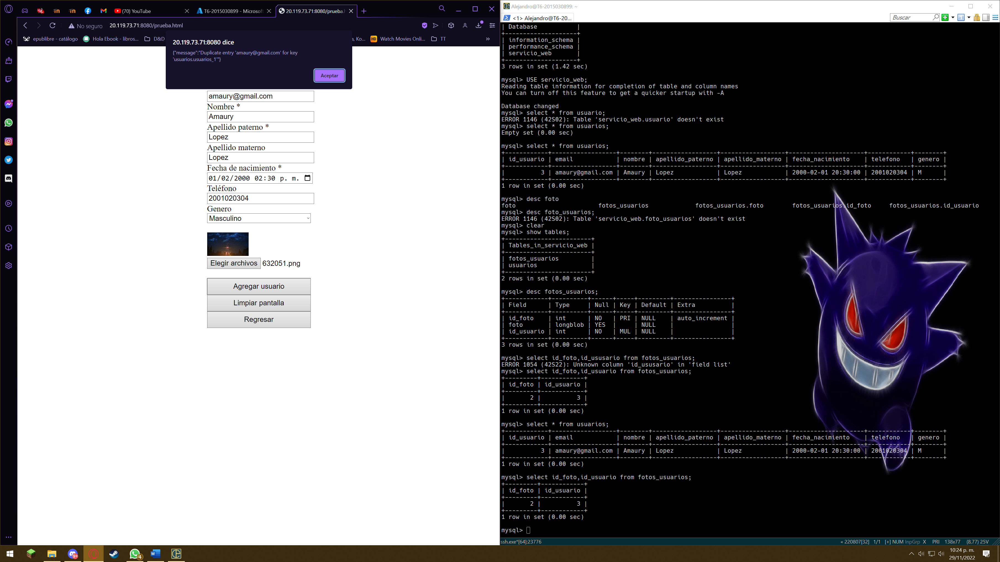 (70) YouTube
T6-2015030899 - Microsoft
20.119.73.71:8080/prueba.h
No seguro
20.119.73.71:8080/prueba.html
epublibre - catálogo
Hola Ebook - libros...
D&D
a, Ko...
HD
Watch Movies Onli...
TT
»
20.119.73.71:8080 dice
{"message":"Duplicate entry 'amaury@gmail.com' for key
'usuarios.usuarios_1'"}
Aceptar
amaury@gmail.com
Nombre *
Amaury
Apellido paterno *
Lopez
Apellido materno
Lopez
Fecha de nacimiento *
01/02/2000 02:30 p. m.
Teléfono
2001020304
Genero
Masculino
Elegir archivos 632051.png
Agregar usuario
Limpiar pantalla
Regresar
Alejandro@T6-2015030899: ~
<1> Alejandro@T6-20...
Buscar
| Database           |
+--------------------+
| information_schema |
| performance_schema |
| servicio_web       |
+--------------------+
3 rows in set (1.42 sec)
mysql> USE servicio_web;
Reading table information for completion of table and column names
You can turn off this feature to get a quicker startup with -A
Database changed
mysql> select * from usuario;
ERROR 1146 (42S02): Table 'servicio_web.usuario' doesn't exist
mysql> select * from usuarios;
Empty set (0.00 sec)
mysql> select * from usuarios;
+------------+------------------+--------+------------------+------------------+---------------------+------------+--------+
| id_usuario | email            | nombre | apellido_paterno | apellido_materno | fecha_nacimiento    | telefono   | genero |
+------------+------------------+--------+------------------+------------------+---------------------+------------+--------+
|          3 | amaury@gmail.com | Amaury | Lopez            | Lopez            | 2000-02-01 20:30:00 | 2001020304 | M      |
+------------+------------------+--------+------------------+------------------+---------------------+------------+--------+
1 row in set (0.00 sec)
mysql> desc foto
foto                       fotos_usuarios             fotos_usuarios.foto        fotos_usuarios.id_foto     fotos_usuarios.id_usuario
mysql> desc foto_usuarios;
ERROR 1146 (42S02): Table 'servicio_web.foto_usuarios' doesn't exist
mysql> clear
mysql> show tables;
+------------------------+
| Tables_in_servicio_web |
+------------------------+
| fotos_usuarios         |
| usuarios               |
+------------------------+
2 rows in set (0.00 sec)
mysql> desc fotos_usuarios;
+------------+----------+------+-----+---------+----------------+
| Field      | Type     | Null | Key | Default | Extra          |
+------------+----------+------+-----+---------+----------------+
| id_foto    | int      | NO   | PRI | NULL    | auto_increment |
| foto       | longblob | YES  |     | NULL    |                |
| id_usuario | int      | NO   | MUL | NULL    |                |
+------------+----------+------+-----+---------+----------------+
3 rows in set (0.00 sec)
mysql> select id_foto,id_ususario from fotos_usuarios;
ERROR 1054 (42S22): Unknown column 'id_ususario' in 'field list'
mysql> select id_foto,id_usuario from fotos_usuarios;
+---------+------------+
| id_foto | id_usuario |
+---------+------------+
|       2 |          3 |
+---------+------------+
1 row in set (0.00 sec)
mysql> select * from usuarios;
+------------+------------------+--------+------------------+------------------+---------------------+------------+--------+
| id_usuario | email            | nombre | apellido_paterno | apellido_materno | fecha_nacimiento    | telefono   | genero |
+------------+------------------+--------+------------------+------------------+---------------------+------------+--------+
|          3 | amaury@gmail.com | Amaury | Lopez            | Lopez            | 2000-02-01 20:30:00 | 2001020304 | M      |
+------------+------------------+--------+------------------+------------------+---------------------+------------+--------+
1 row in set (0.00 sec)
mysql> select id_foto,id_usuario from fotos_usuarios;
+---------+------------+
| id_foto | id_usuario |
+---------+------------+
|       2 |          3 |
+---------+------------+
1 row in set (0.00 sec)
mysql>
ssh.exe*[64]:23776
« 220807[32] 1/1 [+] NUM InpGrp X PRI 138x77 (8,77) 25V
9+
4
10:24 p. m.
29/11/2022